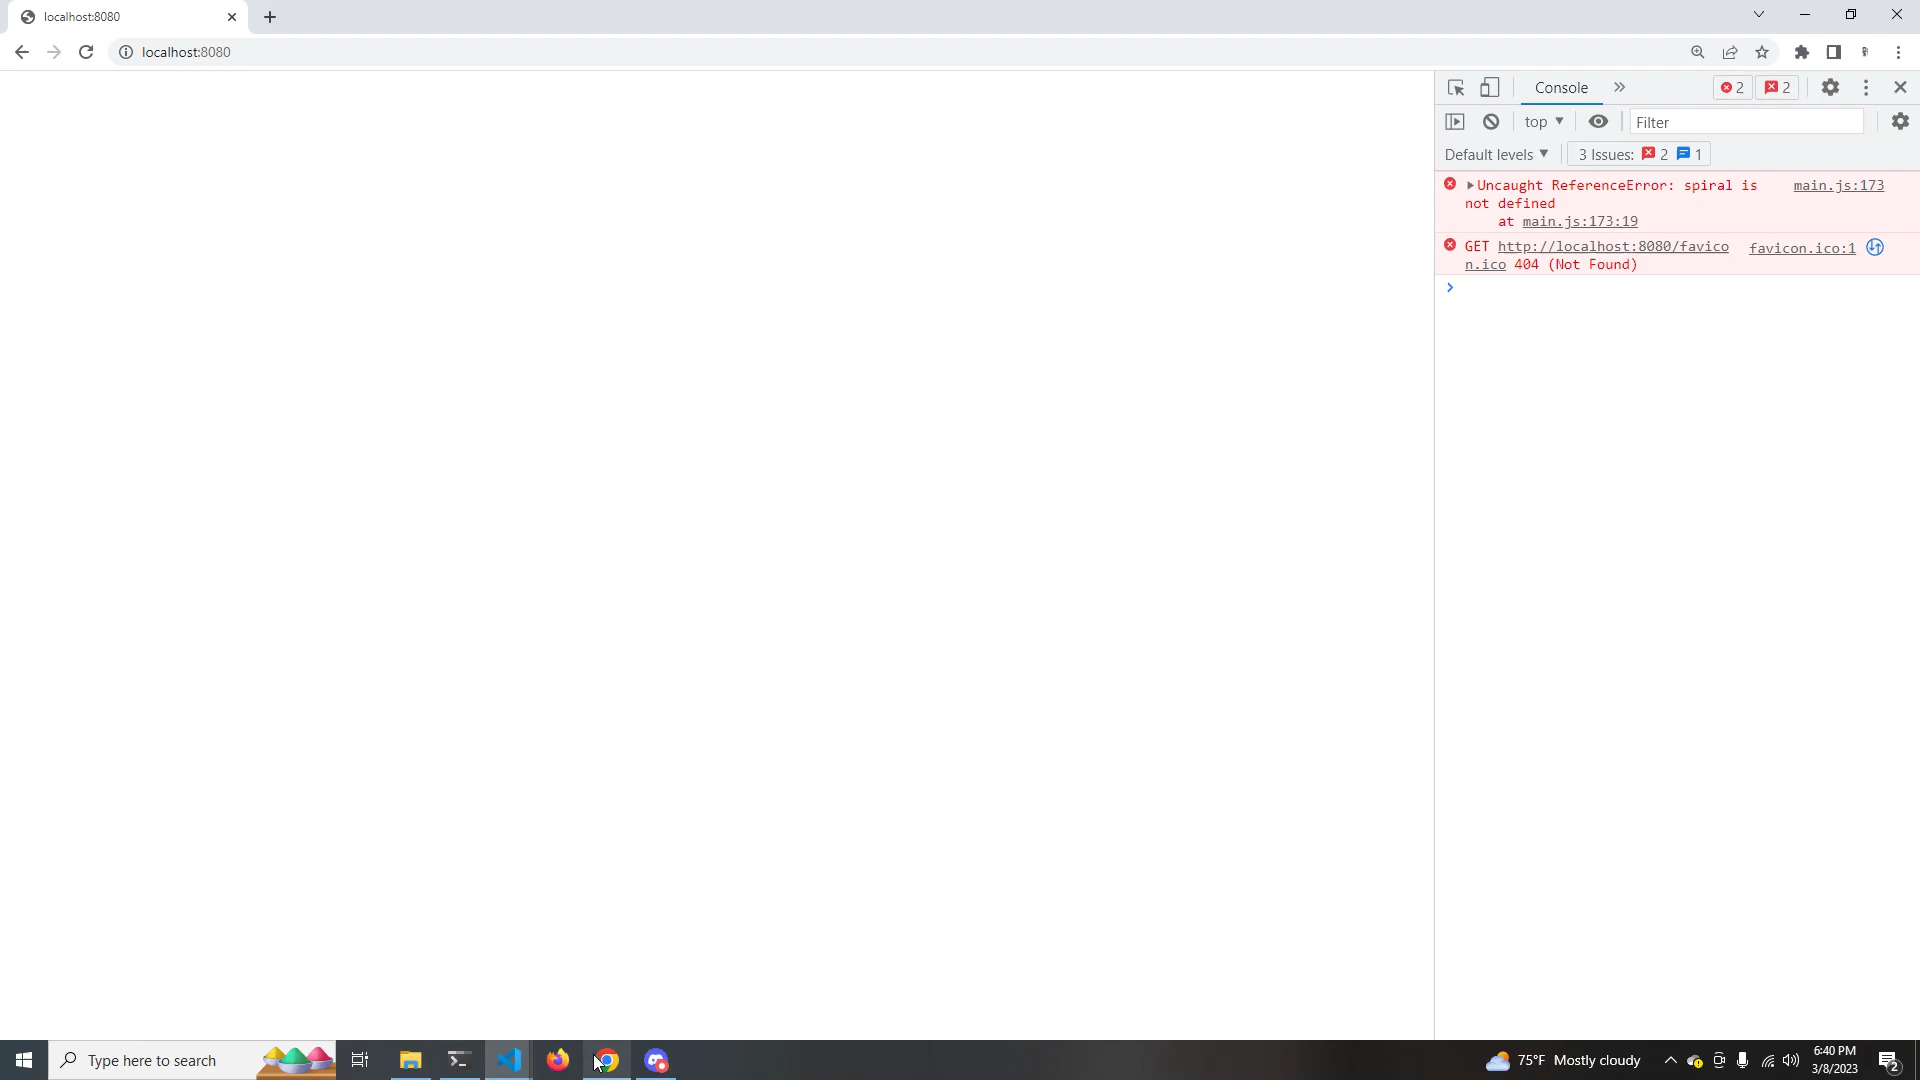 localhost:8080
localhost:8080
Console
2
2
top
Filter
Default levels
3 Issues:
2
1
Uncaught ReferenceError: spiral is
main.js:173
not defined
at main.js:173:19
GET http://localhost:8080/favico
favicon.ico:1
n.ico 404 (Not Found)
Type here to search
75°F Mostly cloudy
6:40 PM
3/8/2023
2